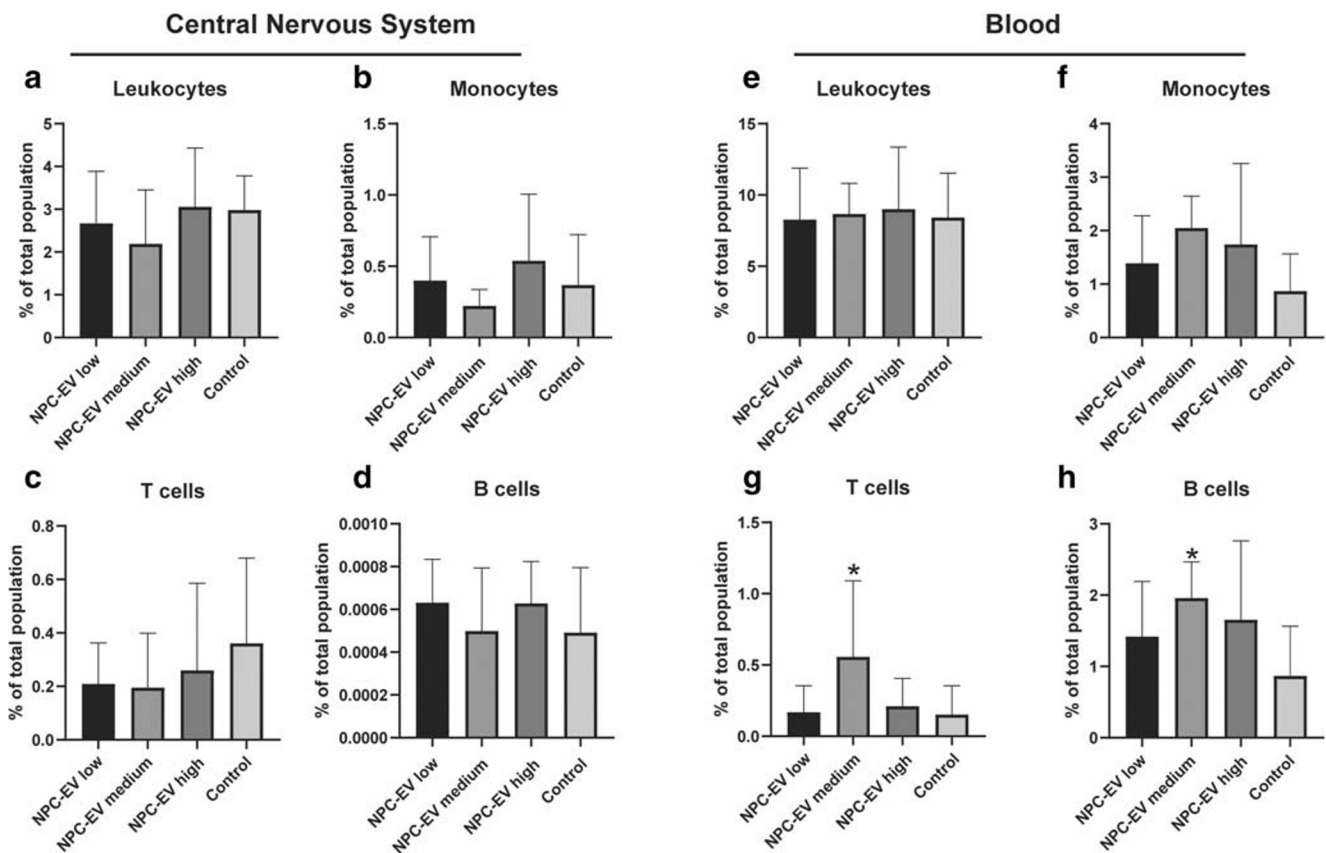 Central Nervous System
Blood
a
Leukocytes
% of total population
5
4
3
2
1
0
NPC-EV low
NPC-EV medium
NPC-EV high
Control
b
Monocytes
% of total population
1.5
1.0
0.5
0.0
NPC-EV low
NPC-EV medium
NPC-EV high
Control
e
Leukocytes
% of total population
15
10
5
0
NPC-EV low
NPC-EV medium
NPC-EV high
Control
f
Monocytes
% of total population
4
3
2
1
0
NPC-EV low
NPC-EV medium
NPC-EV high
Control
c
T cells
% of total population
0.8
0.6
0.4
0.2
0.0
NPC-EV low
NPC-EV medium
NPC-EV high
Control
d
B cells
% of total population
0.0010
0.0008
0.0006
0.0004
0.0002
0.0000
NPC-EV low
NPC-EV medium
NPC-EV high
Control
g
T cells
% of total population
1.5
1.0
0.5
0.0
*
NPC-EV low
NPC-EV medium
NPC-EV high
Control
h
B cells
% of total population
3
2
1
0
*
NPC-EV low
NPC-EV medium
NPC-EV high
Control